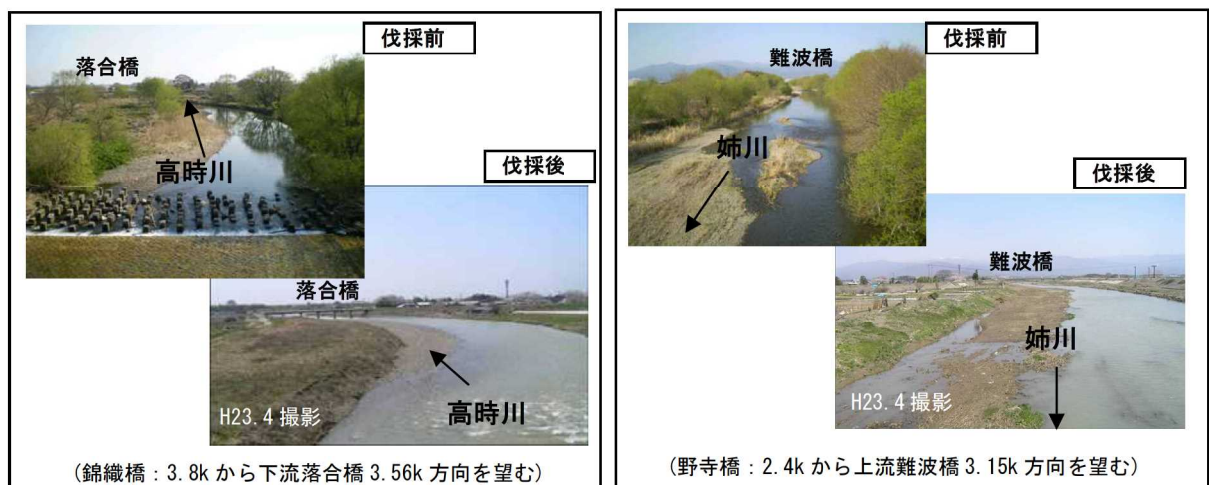 伐採前
落合橋
高時川
伐採後
落合橋
高時川
H23.4 撮影
(錦織橋：3.8k から下流落合橋 3.56k 方向を望む)
伐採前
難波橋
姉川
伐採後
難波橋
姉川
H23.4 撮影
(野寺橋：2.4k から上流難波橋 3.15k 方向を望む)